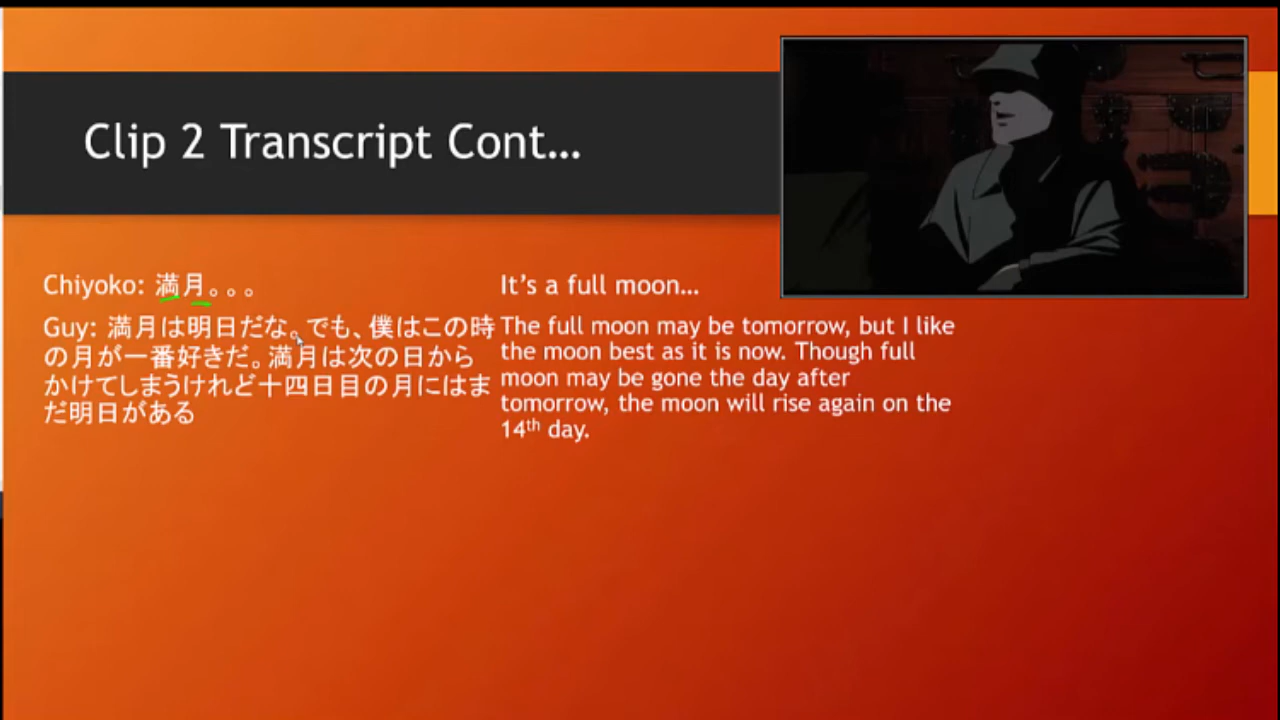 Clip 2 Transcript Cont...
Chiyoko: 満月。。。
Guy: 満月は明日だな。でも、僕はこの時
の月が一番好きだ。満月は次の日から
かけてしまうけれど十四日目の月にはま
だ明日がある
It's a full moon...
The full moon may be tomorrow, but I like
the moon best as it is now. Though full
moon may be gone the day after
tomorrow, the moon will rise again on the
14th day.